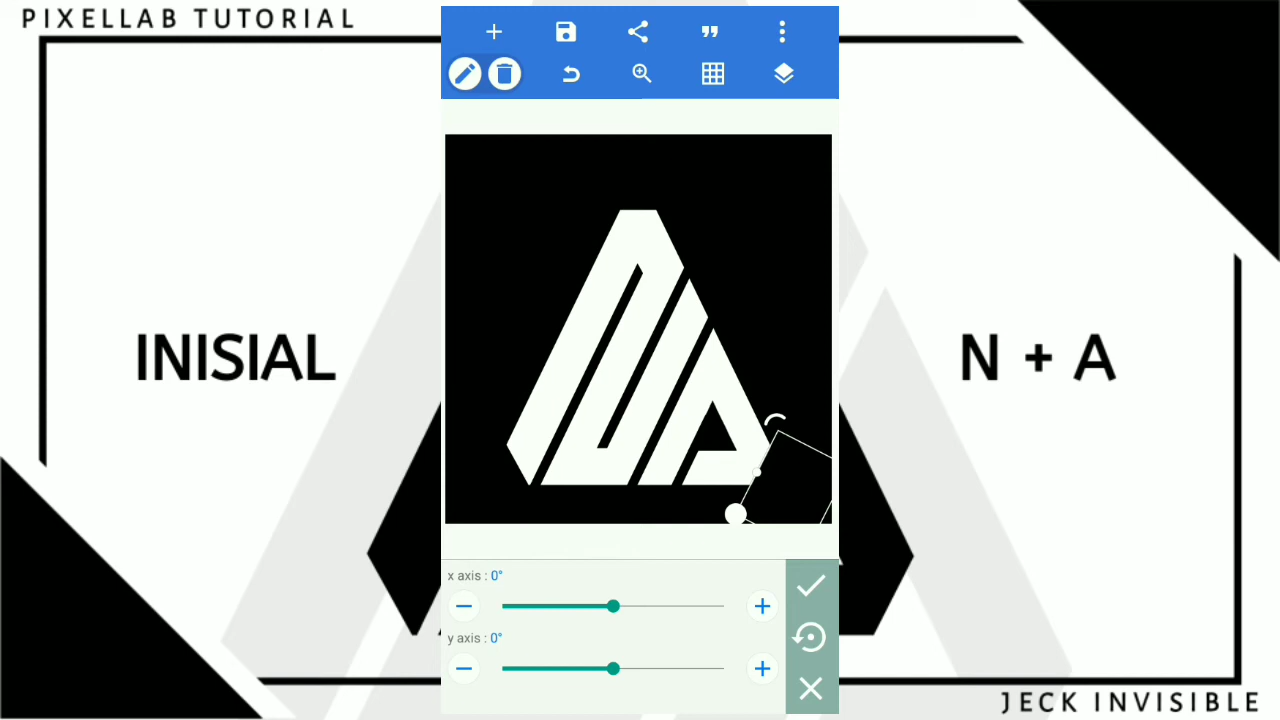 PIXELLAB TUTORIAL
INISIAL
N + A
x axis : 0°
y axis : 0°
JECK INVISIBLE